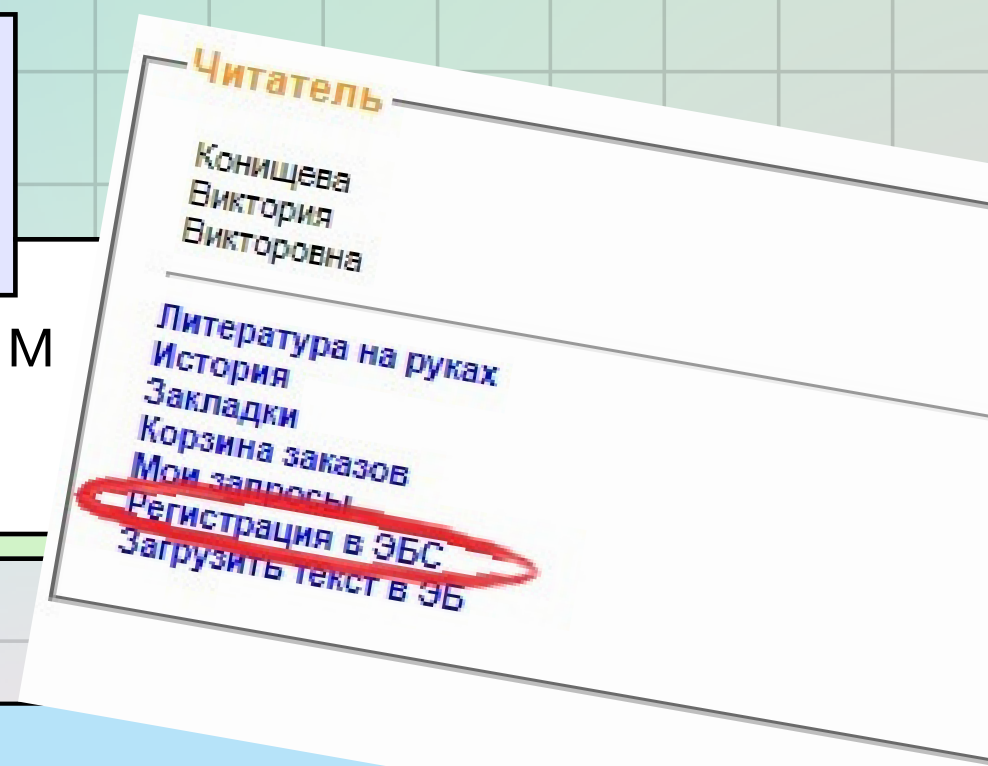 Читатель
Конищева
Виктория
Викторовна
Литература на руках
История
Закладки
Корзина заказов
Мои запросы
Регистрация в ЭБС
Загрузить текст в ЭБ
М